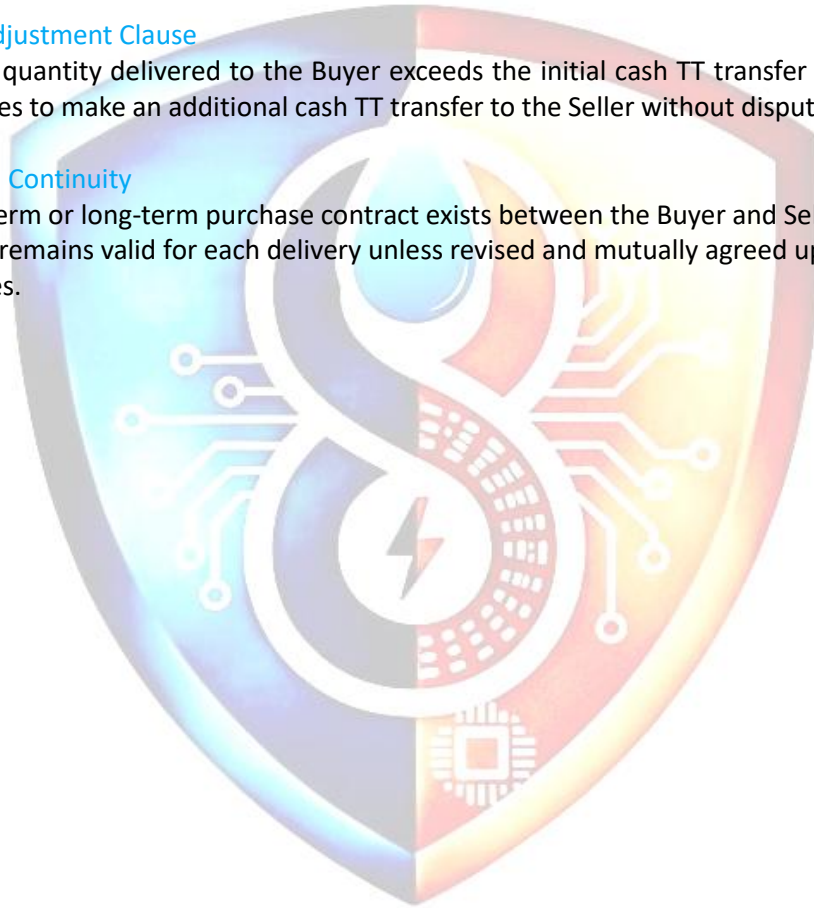 djustment Clause
quantity delivered to the Buyer exceeds the initial cash TT transfer
es to make an additional cash TT transfer to the Seller without disput
Continuity
erm or long-term purchase contract exists between the Buyer and Se
remains valid for each delivery unless revised and mutually agreed up
es.